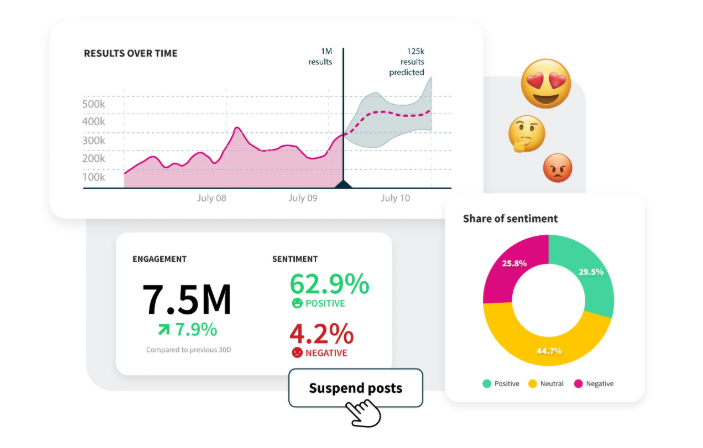 RESULTS OVER TIME
1M
results
125k
results
predicted
500k
400k
300k
200k
100k
July 08
July 09
July 10
ENGAGEMENT
7.5M
7.9%
Compared to previous 30D
SENTIMENT
62.9%
POSITIVE
4.2%
NEGATIVE
Suspend posts
Share of sentiment
25.8%
29.5%
44.7%
Positive
Neutral
Negative